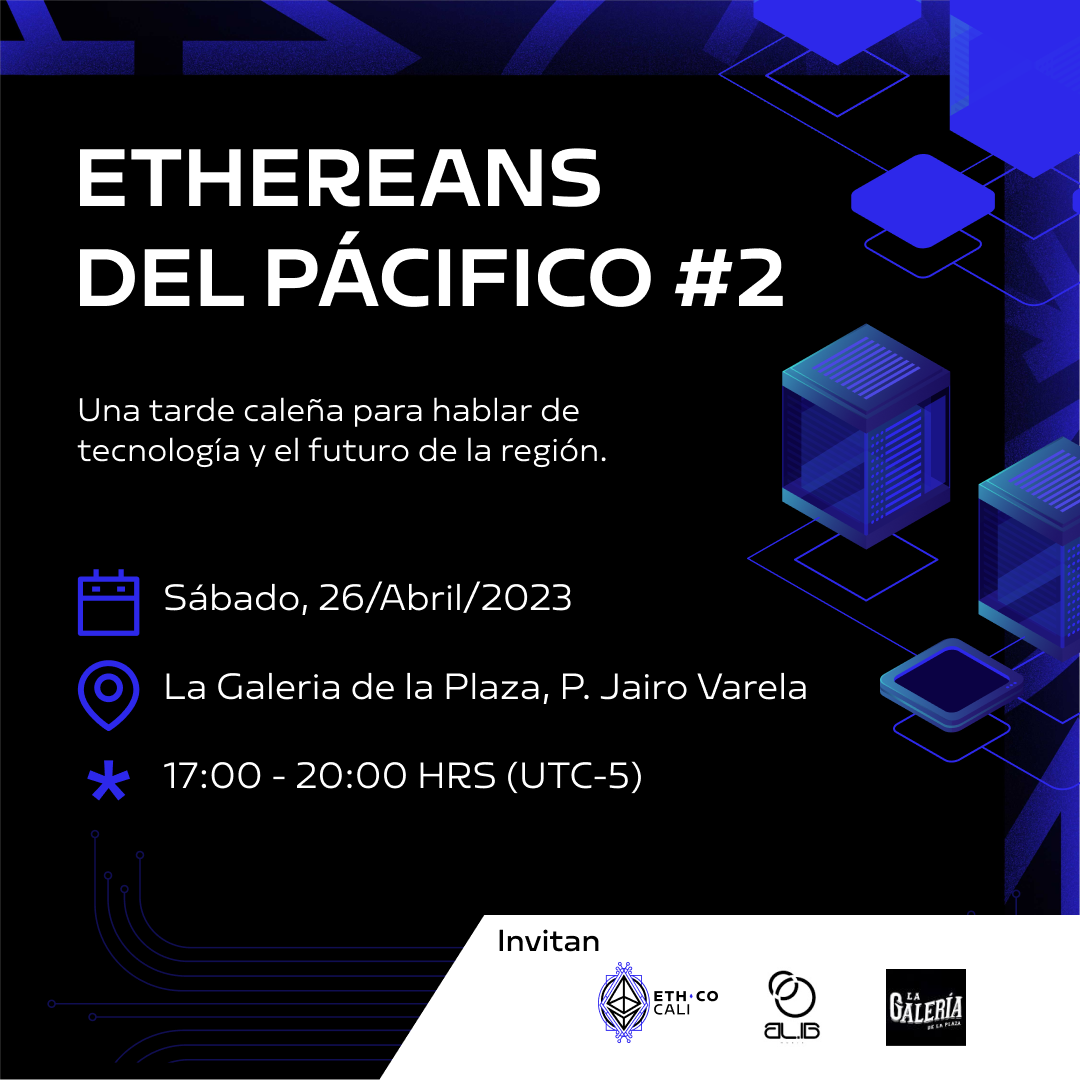 ETHEREANS
DEL PÁCIFICO #2
Una tarde caleña para hablar de
tecnología y el futuro de la región.
Sábado, 26/Abril/2023
La Galeria de la Plaza, P. Jairo Varela
17:00 - 20:00 HRS (UTC-5)
Invitan
ETH·CO
CALI
LA
GALERÍA
DE LA PLAZA